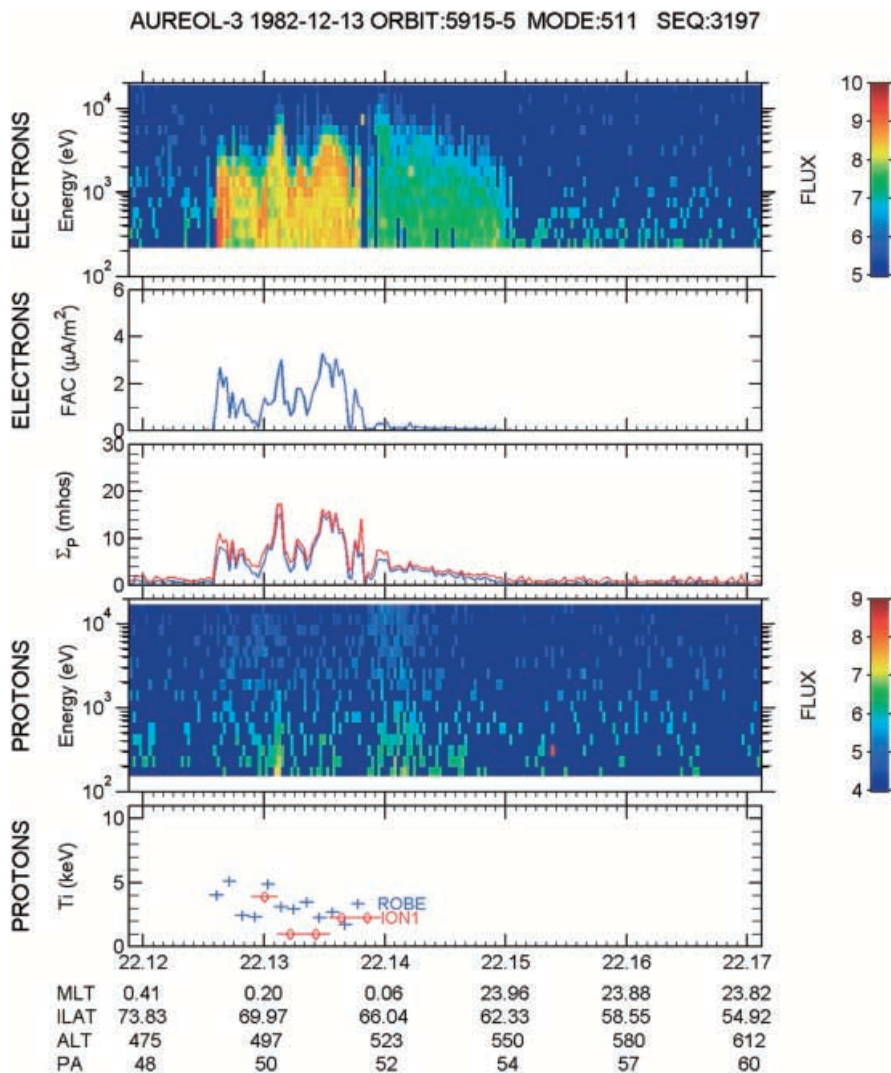 AUREOL-3 1982-12-13 ORBIT:5915-5 MODE:511 SEQ:3197
ELECTRONS
Energy (eV)
10⁴
10³
10²
FLUX
10
9
8
7
6
5
ELECTRONS
FAC (μA/m²)
6
4
2
0
Σₚ (mhos)
30
20
10
0
PROTONS
Energy (eV)
10⁴
10³
10²
FLUX
9
8
7
6
5
4
PROTONS
Ti (keV)
10
5
0
ROBE
ION1
22.12 22.13 22.14 22.15 22.16 22.17
MLT 0.41 0.20 0.06 23.96 23.88 23.82
ILAT 73.83 69.97 66.04 62.33 58.55 54.92
ALT 475 497 523 550 580 612
PA 48 50 52 54 57 60